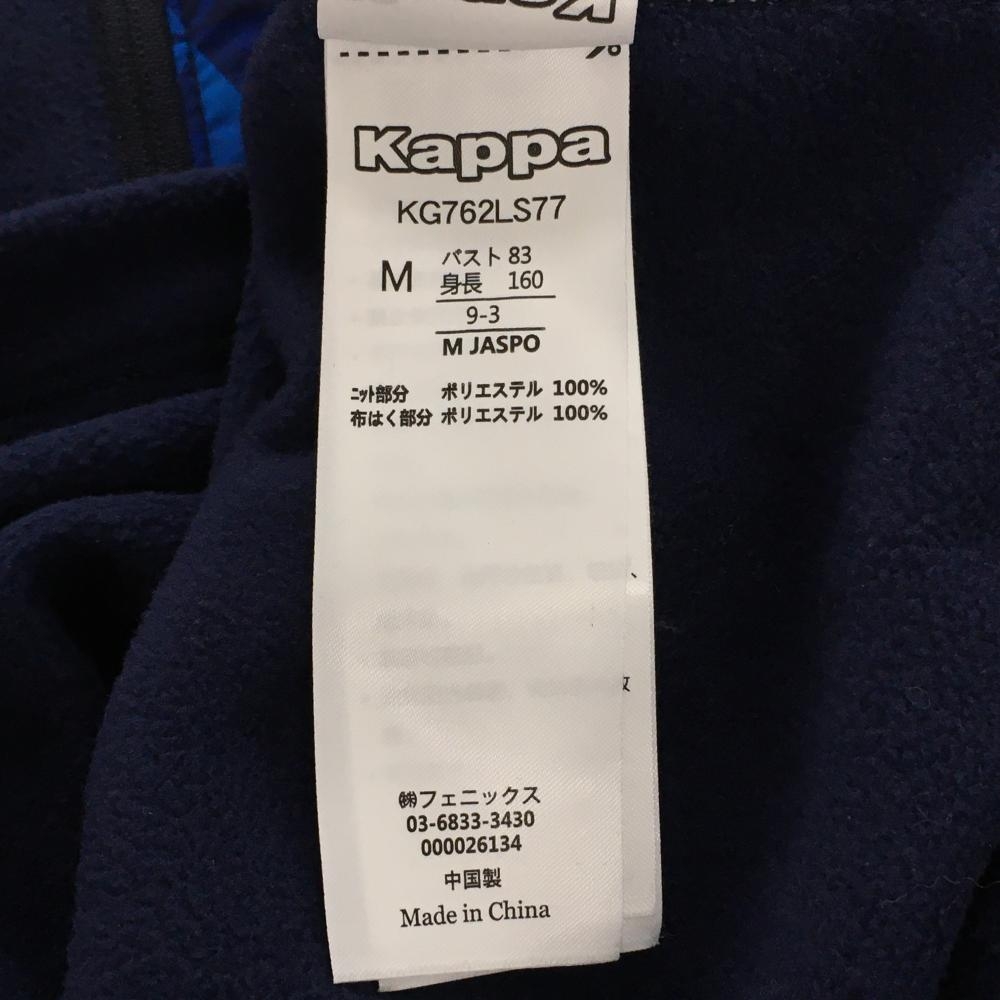 Kappa
KG762LS77
M
バスト 83
身長 160
9-3
M JASPO
ニット部分 ポリエステル 100%
布はく部分 ポリエステル 100%
㈱フェニックス
03-6833-3430
000026134
中国製
Made in China